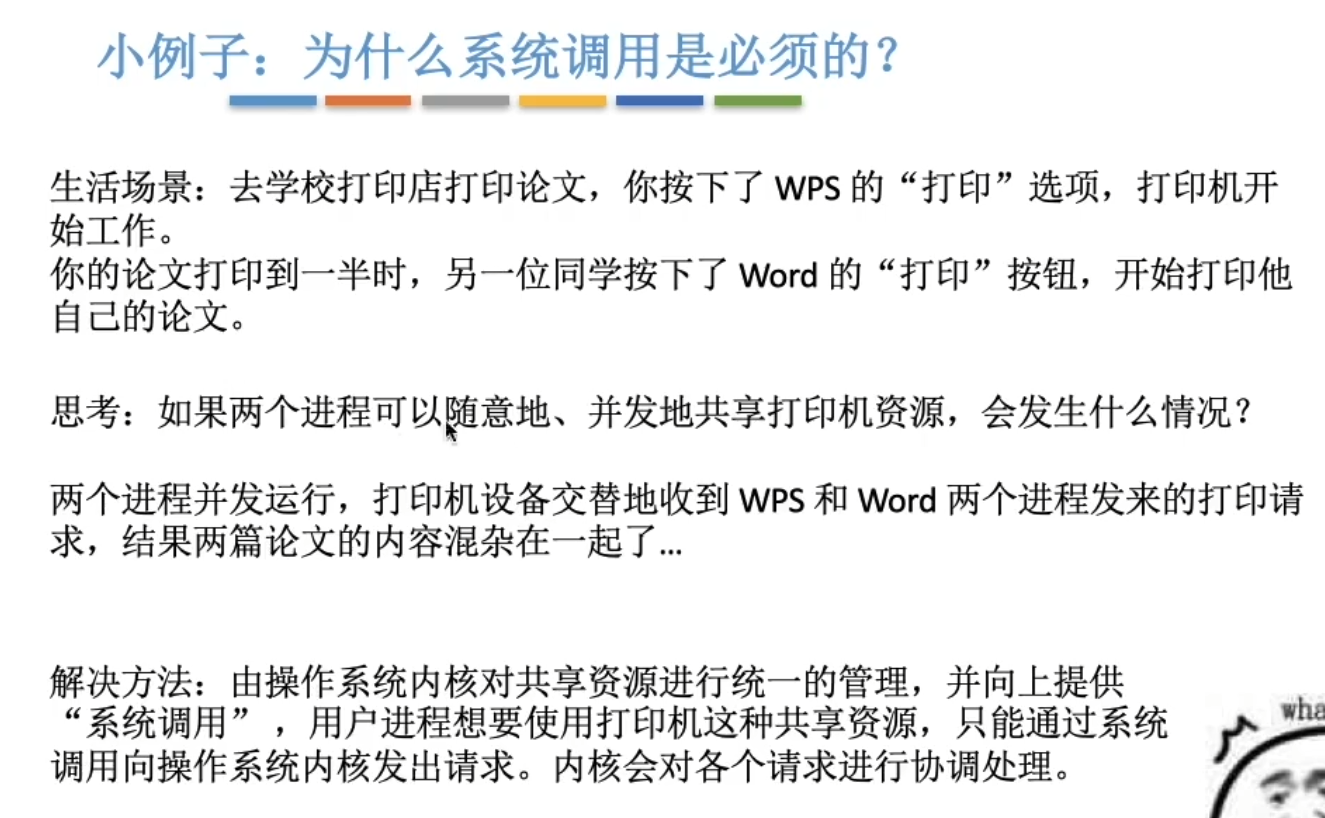 小例子：为什么系统调用是必须的？
生活场景：去学校打印店打印论文，你按下了 WPS 的“打印”选项，打印机开
始工作。
你的论文打印到一半时，另一位同学按下了 Word 的“打印”按钮，开始打印他
自己的论文。
思考：如果两个进程可以随意地、并发地共享打印机资源，会发生什么情况？
两个进程并发运行，打印机设备交替地收到 WPS 和 Word 两个进程发来的打印请
求，结果两篇论文的内容混杂在一起了...
解决方法：由操作系统内核对共享资源进行统一的管理，并向上提供
“系统调用”，用户进程想要使用打印机这种共享资源，只能通过系统
调用向操作系统内核发出请求。内核会对各个请求进行协调处理。